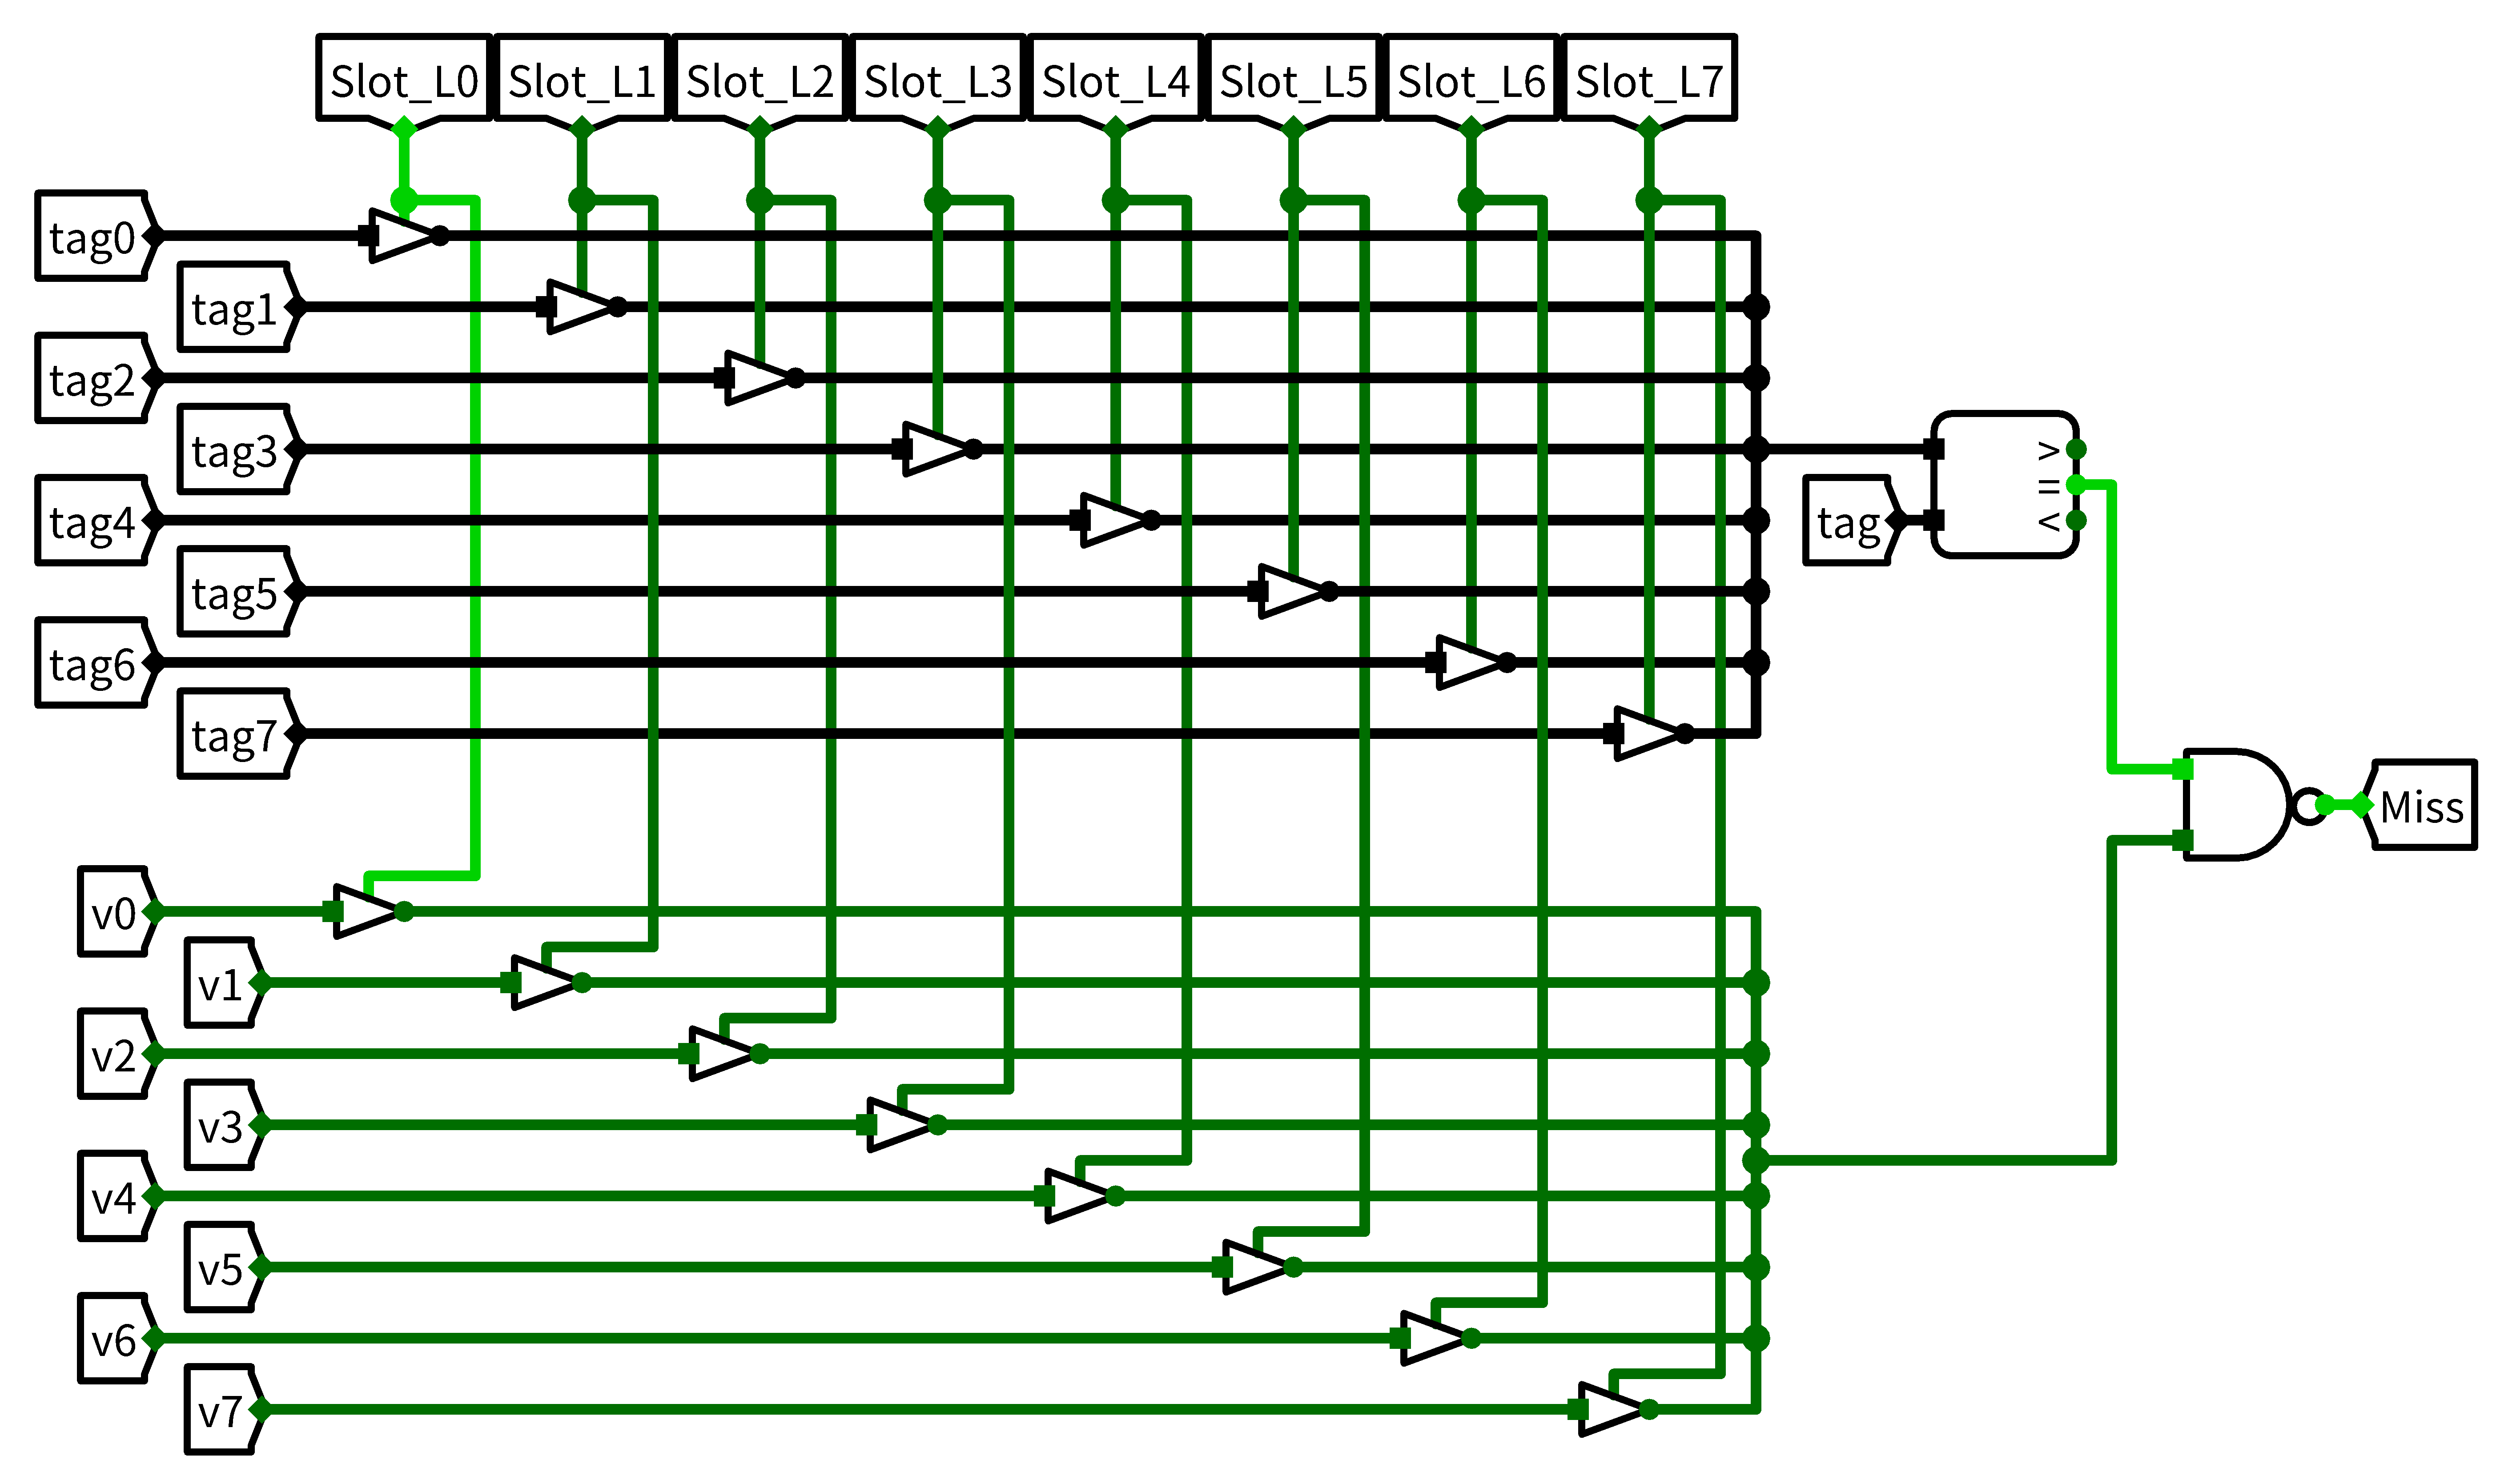 Slot_L0 Slot_L1 Slot_L2 Slot_L3 Slot_L4 Slot_L5 Slot_L6 Slot_L7
tag0
tag1
tag2
tag3
tag4
tag5
tag6
tag7
>
=
<
tag
Miss
v0
v1
v2
v3
v4
v5
v6
v7